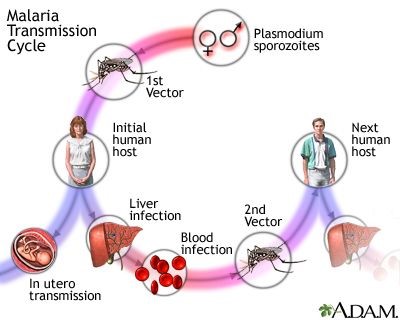 Malaria
Transmission
Cycle
Plasmodium
sporozoites
1st
Vector
Initial
human
host
Next
human
host
Liver
infection
Blood
infection
2nd
Vector
In utero
transmission
ADAM.